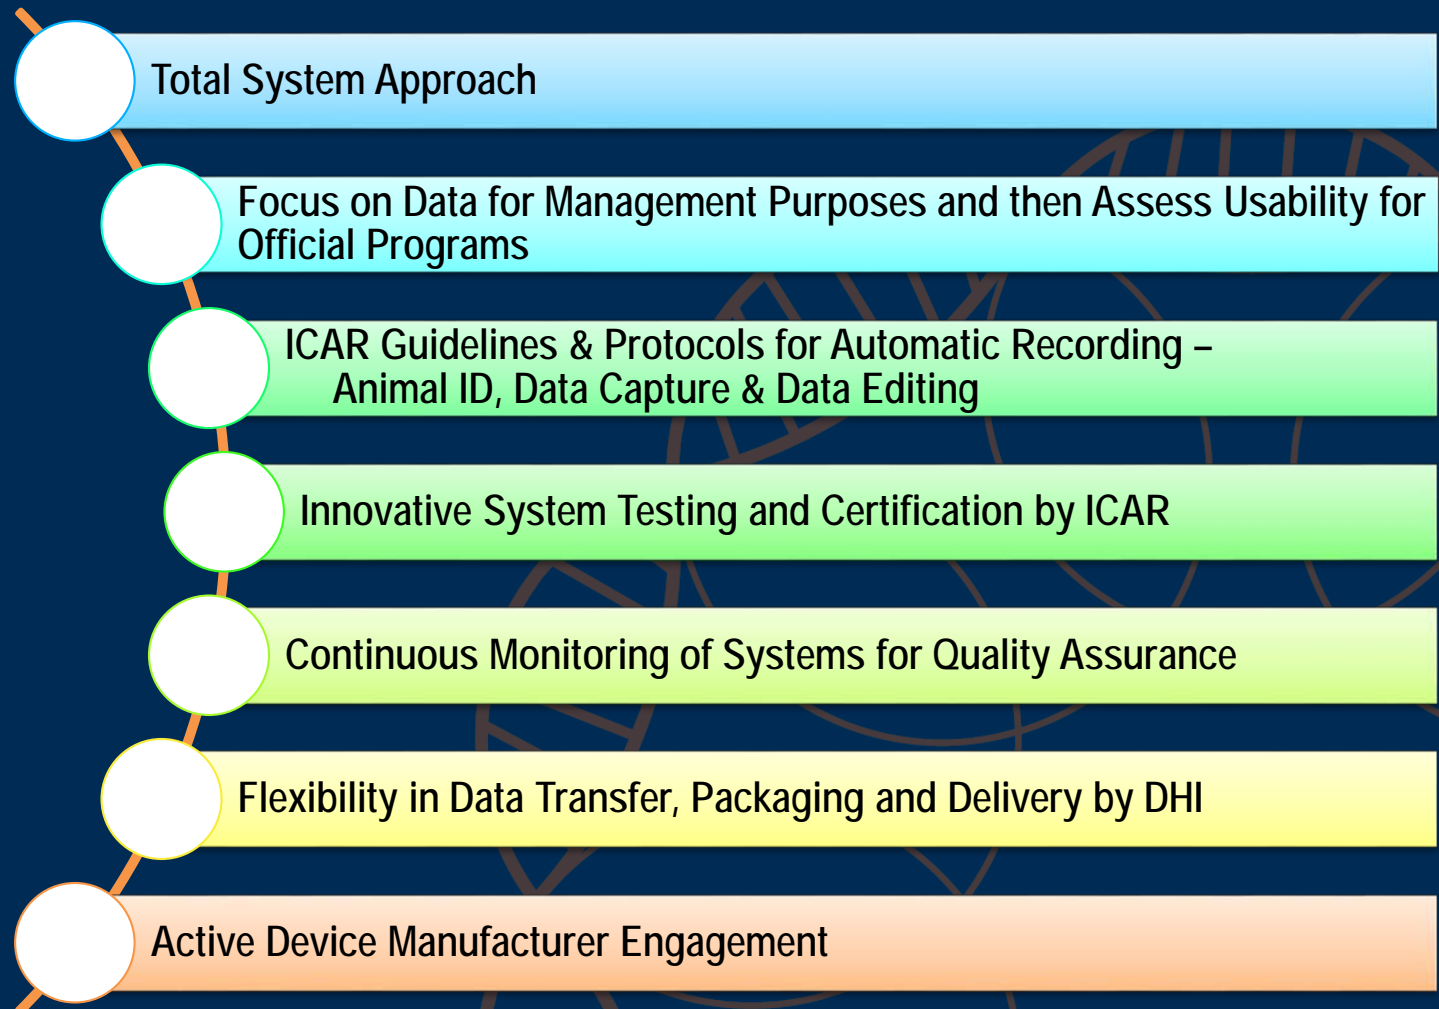 Total System Approach
Focus on Data for Management Purposes and then Assess Usability for
Official Programs
ICAR Guidelines & Protocols for Automatic Recording –
Animal ID, Data Capture & Data Editing
Innovative System Testing and Certification by ICAR
Continuous Monitoring of Systems for Quality Assurance
Flexibility in Data Transfer, Packaging and Delivery by DHI
Active Device Manufacturer Engagement